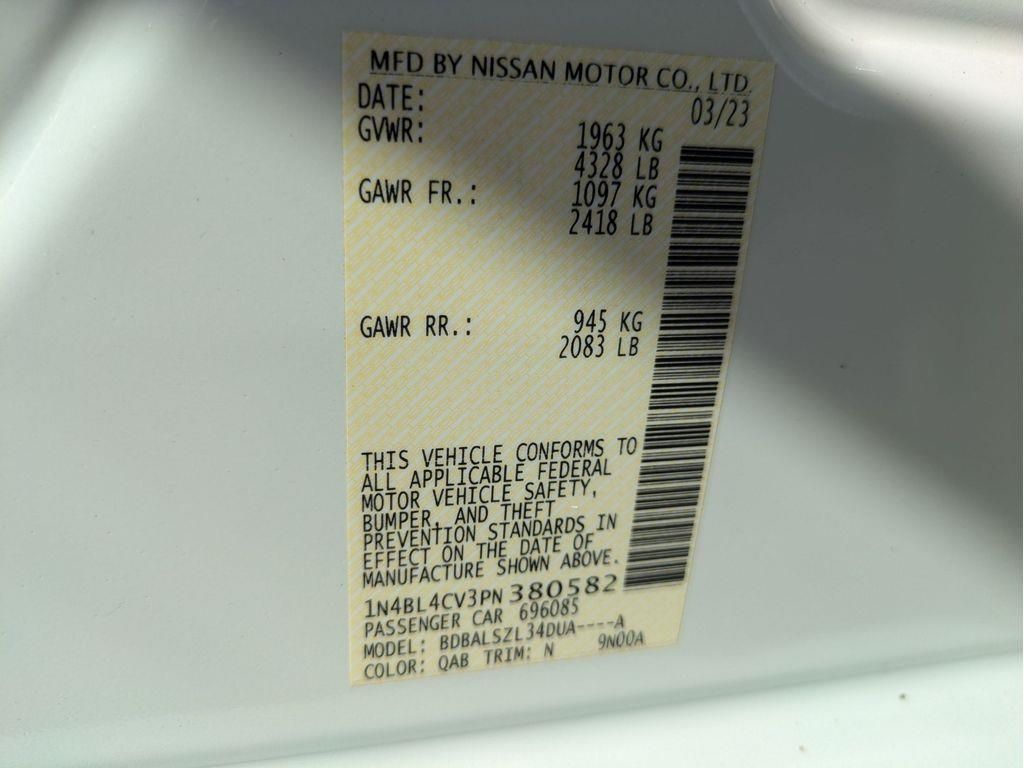 MFD BY NISSAN MOTOR CO., LTD.
DATE: 03/23
GVWR: 1963 KG
4328 LB
GAWR FR.: 1097 KG
2418 LB
GAWR RR.: 945 KG
2083 LB
THIS VEHICLE CONFORMS TO
ALL APPLICABLE FEDERAL
MOTOR VEHICLE SAFETY,
BUMPER, AND THEFT
PREVENTION STANDARDS IN
EFFECT ON THE DATE OF
MANUFACTURE SHOWN ABOVE.
1N4BL4CV3PN380582
PASSENGER CAR 696085
MODEL: BDBALSZL34DUA----A
COLOR: QAB TRIM: N 9N00A